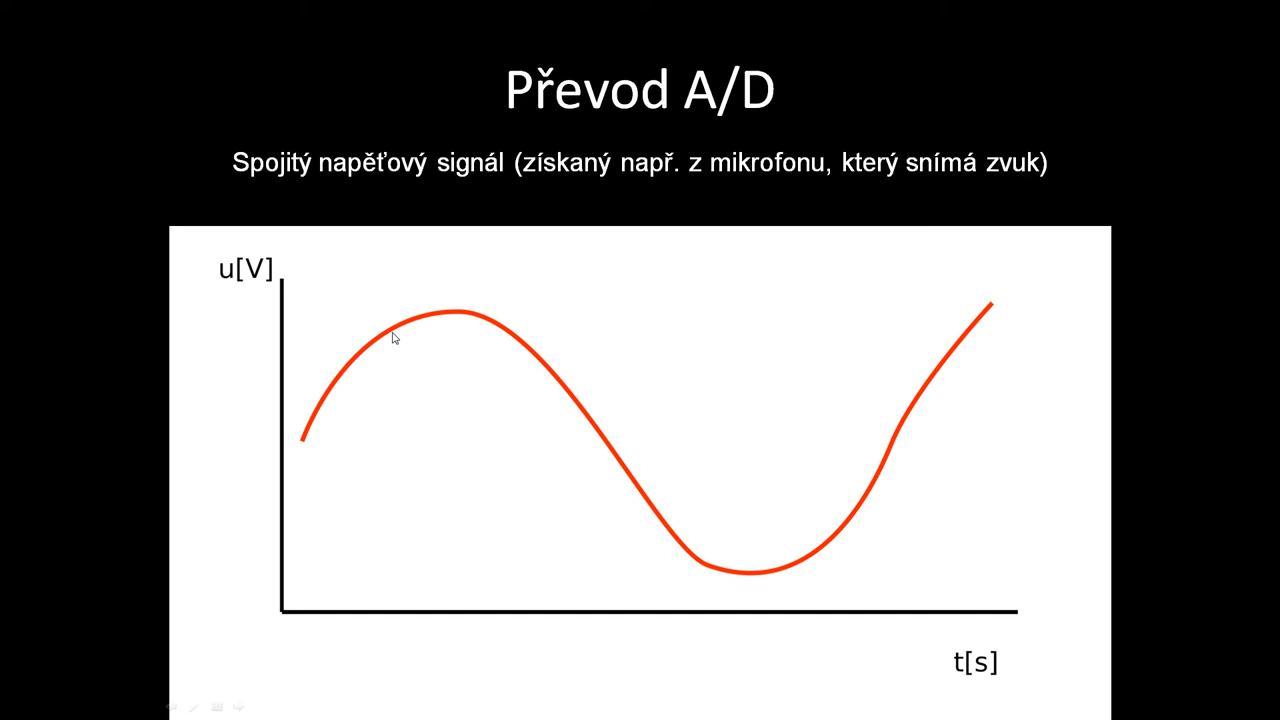 Převod A/D
Spojitý napěťový signál (získaný např. z mikrofonu, který snímá zvuk)
u[V]
t[s]